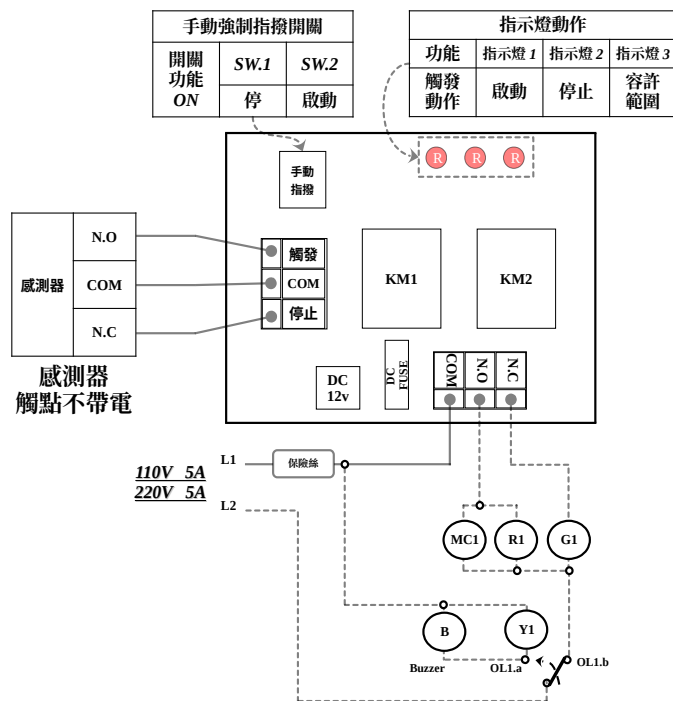 手動強制指撥開關
開關
功能
ON
SW.1
SW.2
停
啟動
指示燈動作
功能
指示燈 1
指示燈 2
指示燈 3
觸發
動作
啟動
停止
容許
範圍
R
R
R
手動
指撥
感測器
N.O
COM
N.C
觸發
COM
停止
KM1
KM2
感測器
觸點不帶電
DC
12v
DC
FUSE
COM
N.O
N.C
L1
保險絲
110V 5A
220V 5A
L2
MC1
R1
G1
B
Y1
Buzzer
OL1.a
OL1.b